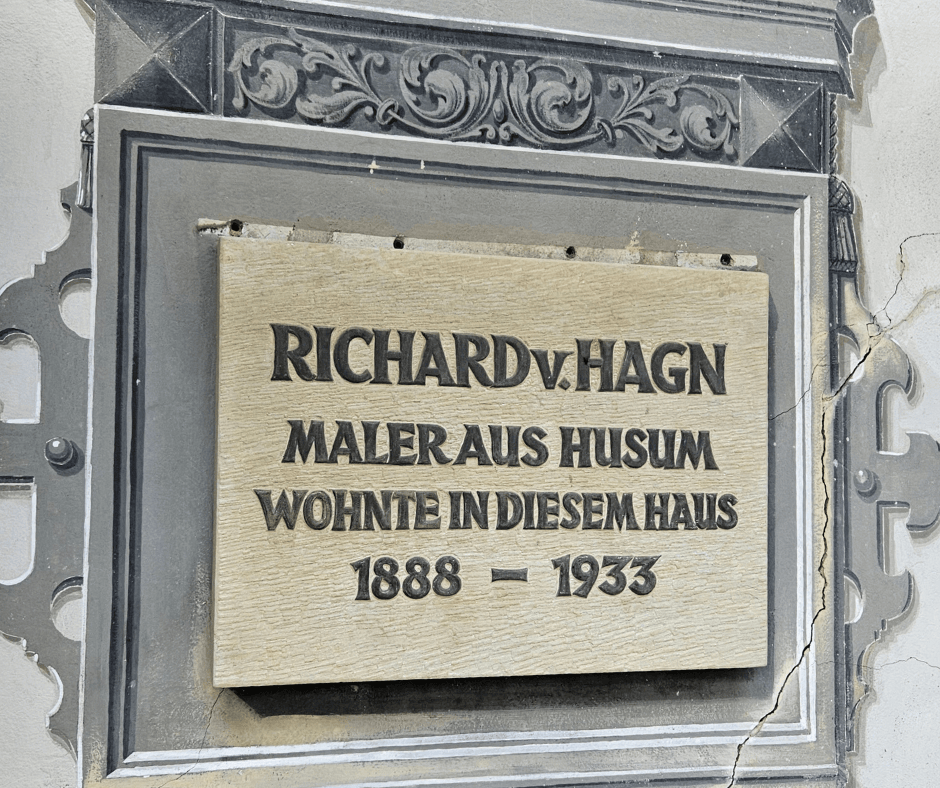 RICHARD v. HAGN
MALER AUS HUSUM
WOHNTE IN DIESEM HAUS
1888 – 1933